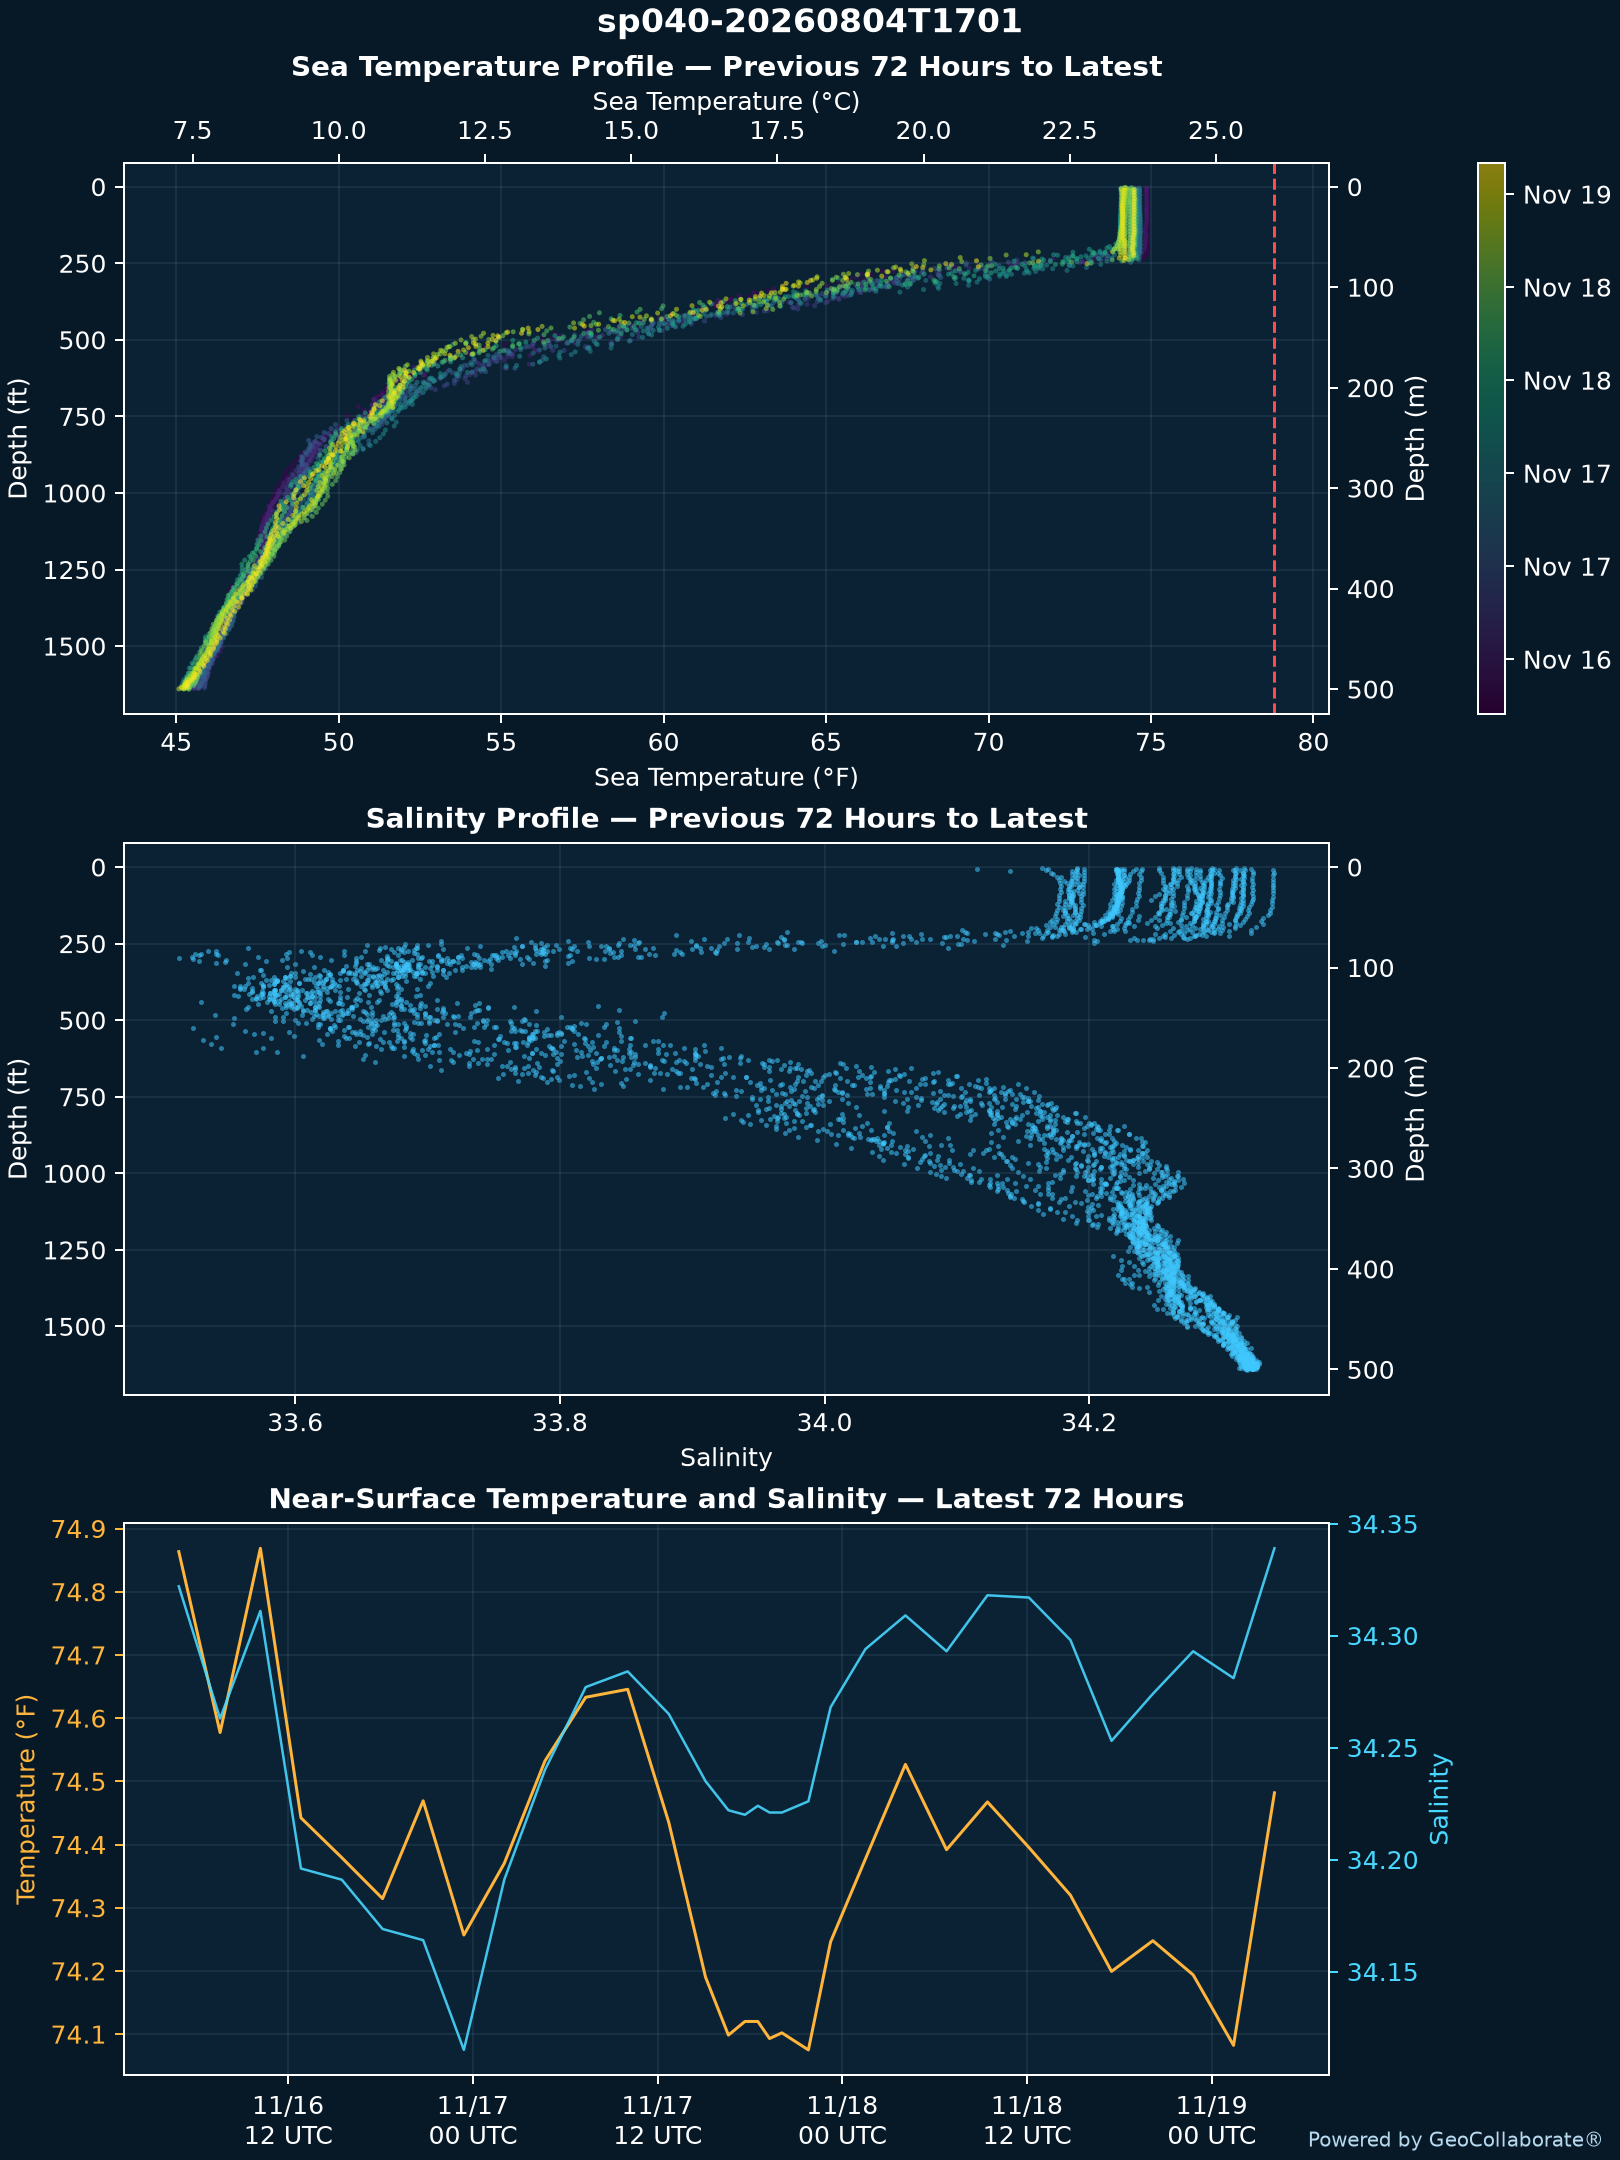 sp040-20260804T1701
Sea Temperature Profile — Previous 72 Hours to Latest
Sea Temperature (°C)
7.5 10.0 12.5 15.0 17.5 20.0 22.5 25.0
Depth (ft)
0
250
500
750
1000
1250
1500
0
100
200
300
400
500
Depth (m)
Nov 19
Nov 18
Nov 18
Nov 17
Nov 17
Nov 16
45 50 55 60 65 70 75 80
Sea Temperature (°F)
Salinity Profile — Previous 72 Hours to Latest
Depth (ft)
0
250
500
750
1000
1250
1500
0
100
200
300
400
500
Depth (m)
33.6 33.8 34.0 34.2
Salinity
Near-Surface Temperature and Salinity — Latest 72 Hours
Temperature (°F)
74.9
74.8
74.7
74.6
74.5
74.4
74.3
74.2
74.1
34.35
34.30
34.25
34.20
34.15
Salinity
11/16 11/17 11/17 11/18 11/18 11/19
12 UTC 00 UTC 12 UTC 00 UTC 12 UTC 00 UTC
Powered by GeoCollaborate®